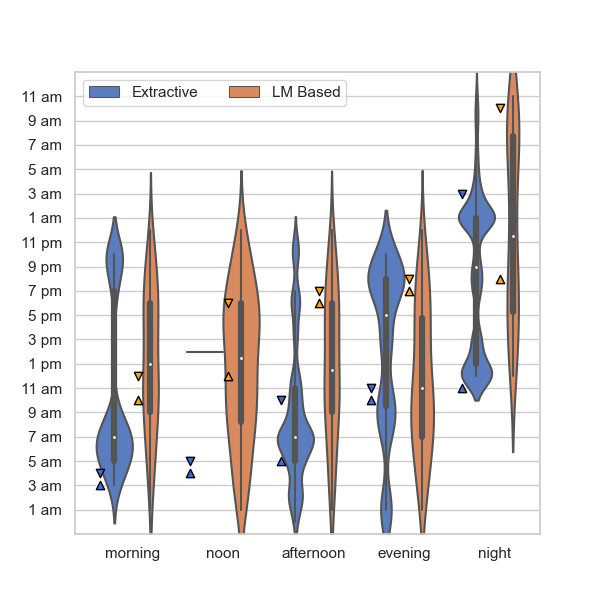 Extractive LM Based
11 am
9 am
7 am
5 am
3 am
1 am
11 pm
9 pm
7 pm
5 pm
3 pm
1 pm
11 am
9 am
7 am
5 am
3 am
1 am
morning noon afternoon evening night